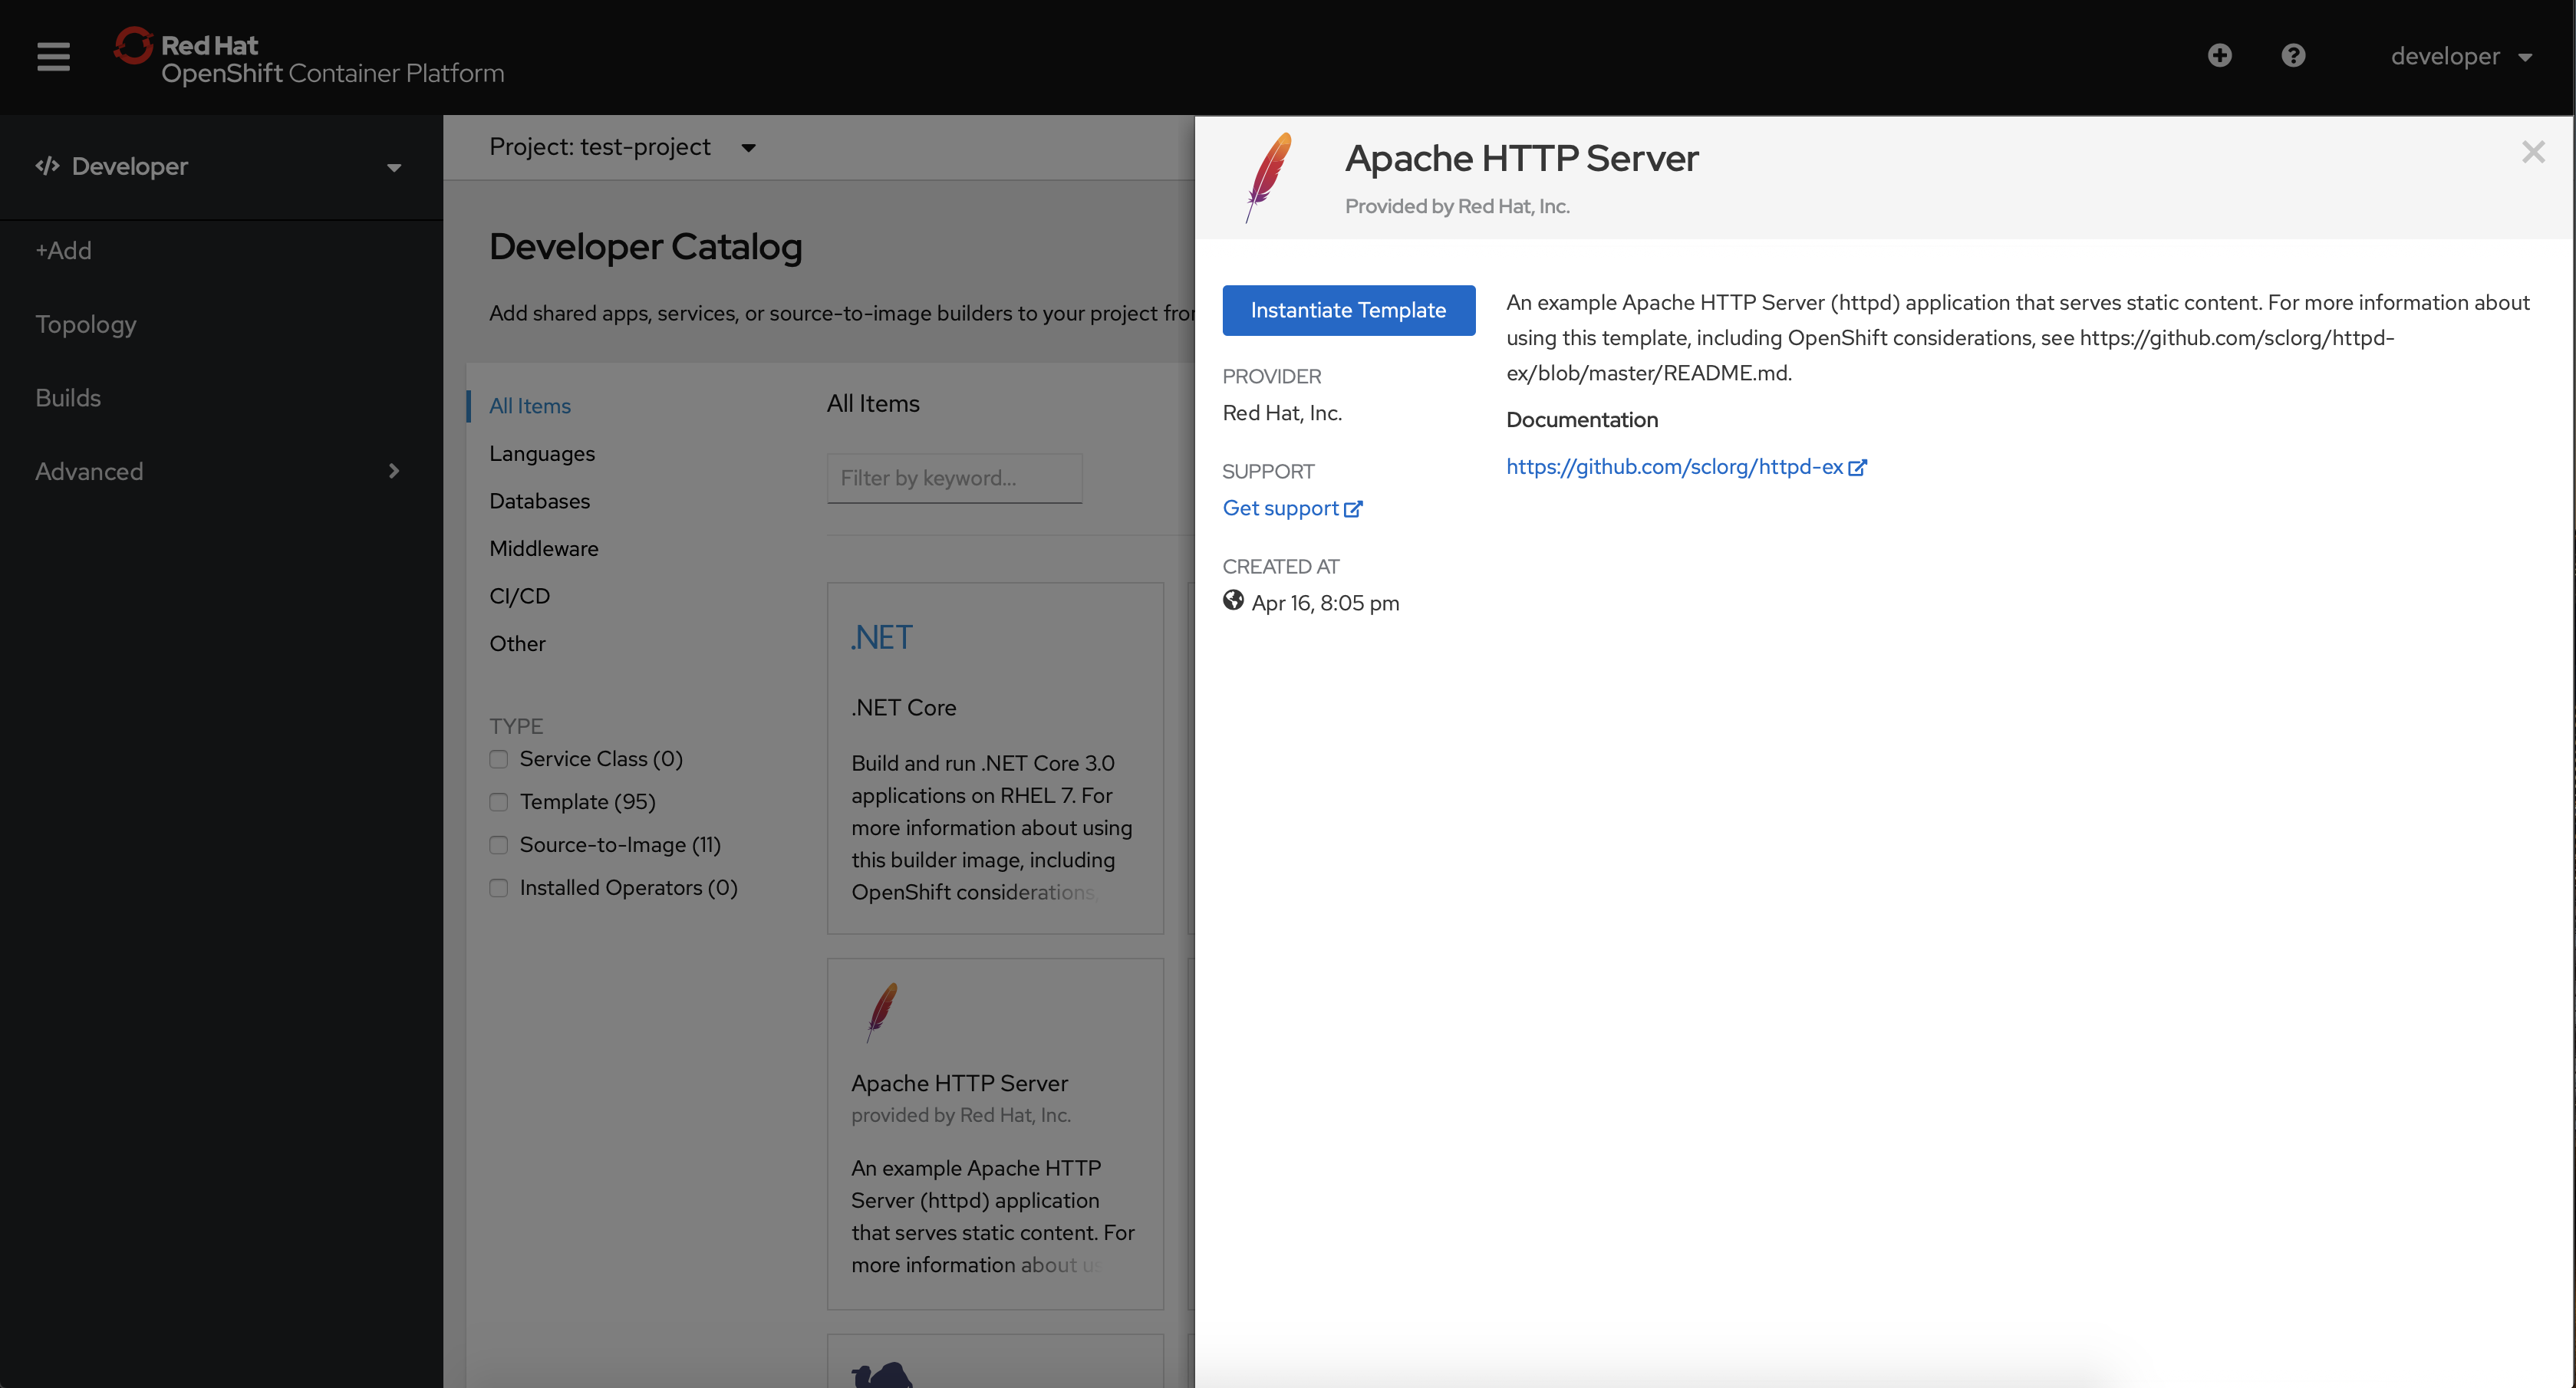 Red Hat
OpenShift Container Platform
developer
Developer
+Add
Topology
Builds
Advanced
Project: test-project
Developer Catalog
Add shared apps, services, or source-to-image builders to your project
All Items
Languages
Databases
Middleware
CI/CD
Other
TYPE
Service Class (0)
Template (95)
Source-to-Image (11)
Installed Operators (0)
All Items
Filter by keyword...
.NET
.NET Core
Build and run .NET Core 3.0
applications on RHEL 7. For
more information about using
this builder image, including
OpenShift considerations,
Apache HTTP Server
provided by Red Hat, Inc.
An example Apache HTTP
Server (httpd) application
that serves static content. For
more information about
Apache HTTP Server
Provided by Red Hat, Inc.
Instantiate Template
PROVIDER
Red Hat, Inc.
SUPPORT
Get support
CREATED AT
Apr 16, 8:05 pm
An example Apache HTTP Server (httpd) application that serves static content. For more information about
using this template, including OpenShift considerations, see https://github.com/sclorg/httpd-
ex/blob/master/README.md.
Documentation
https://github.com/sclorg/httpd-ex